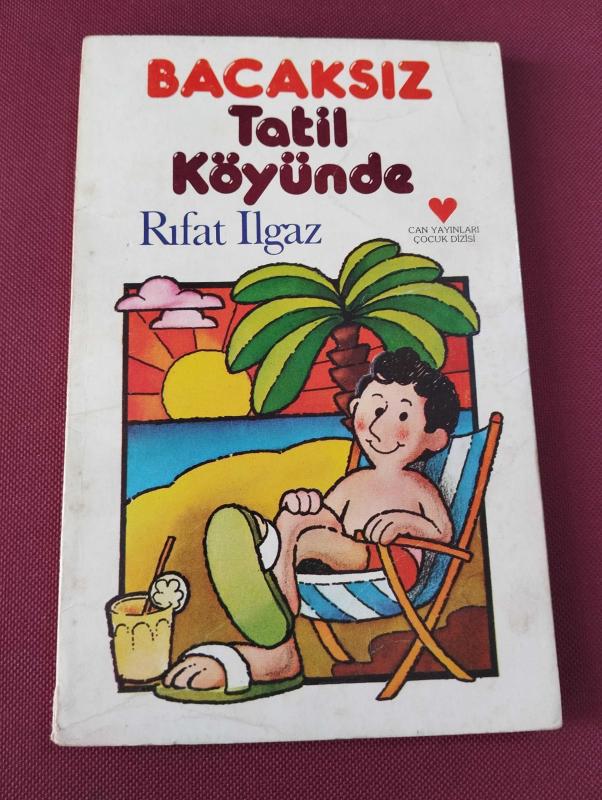 BACAKSIZ
Tatil
Köyünde
Rıfat Ilgaz
CAN YAYINLARI
ÇOCUK DİZİSİ